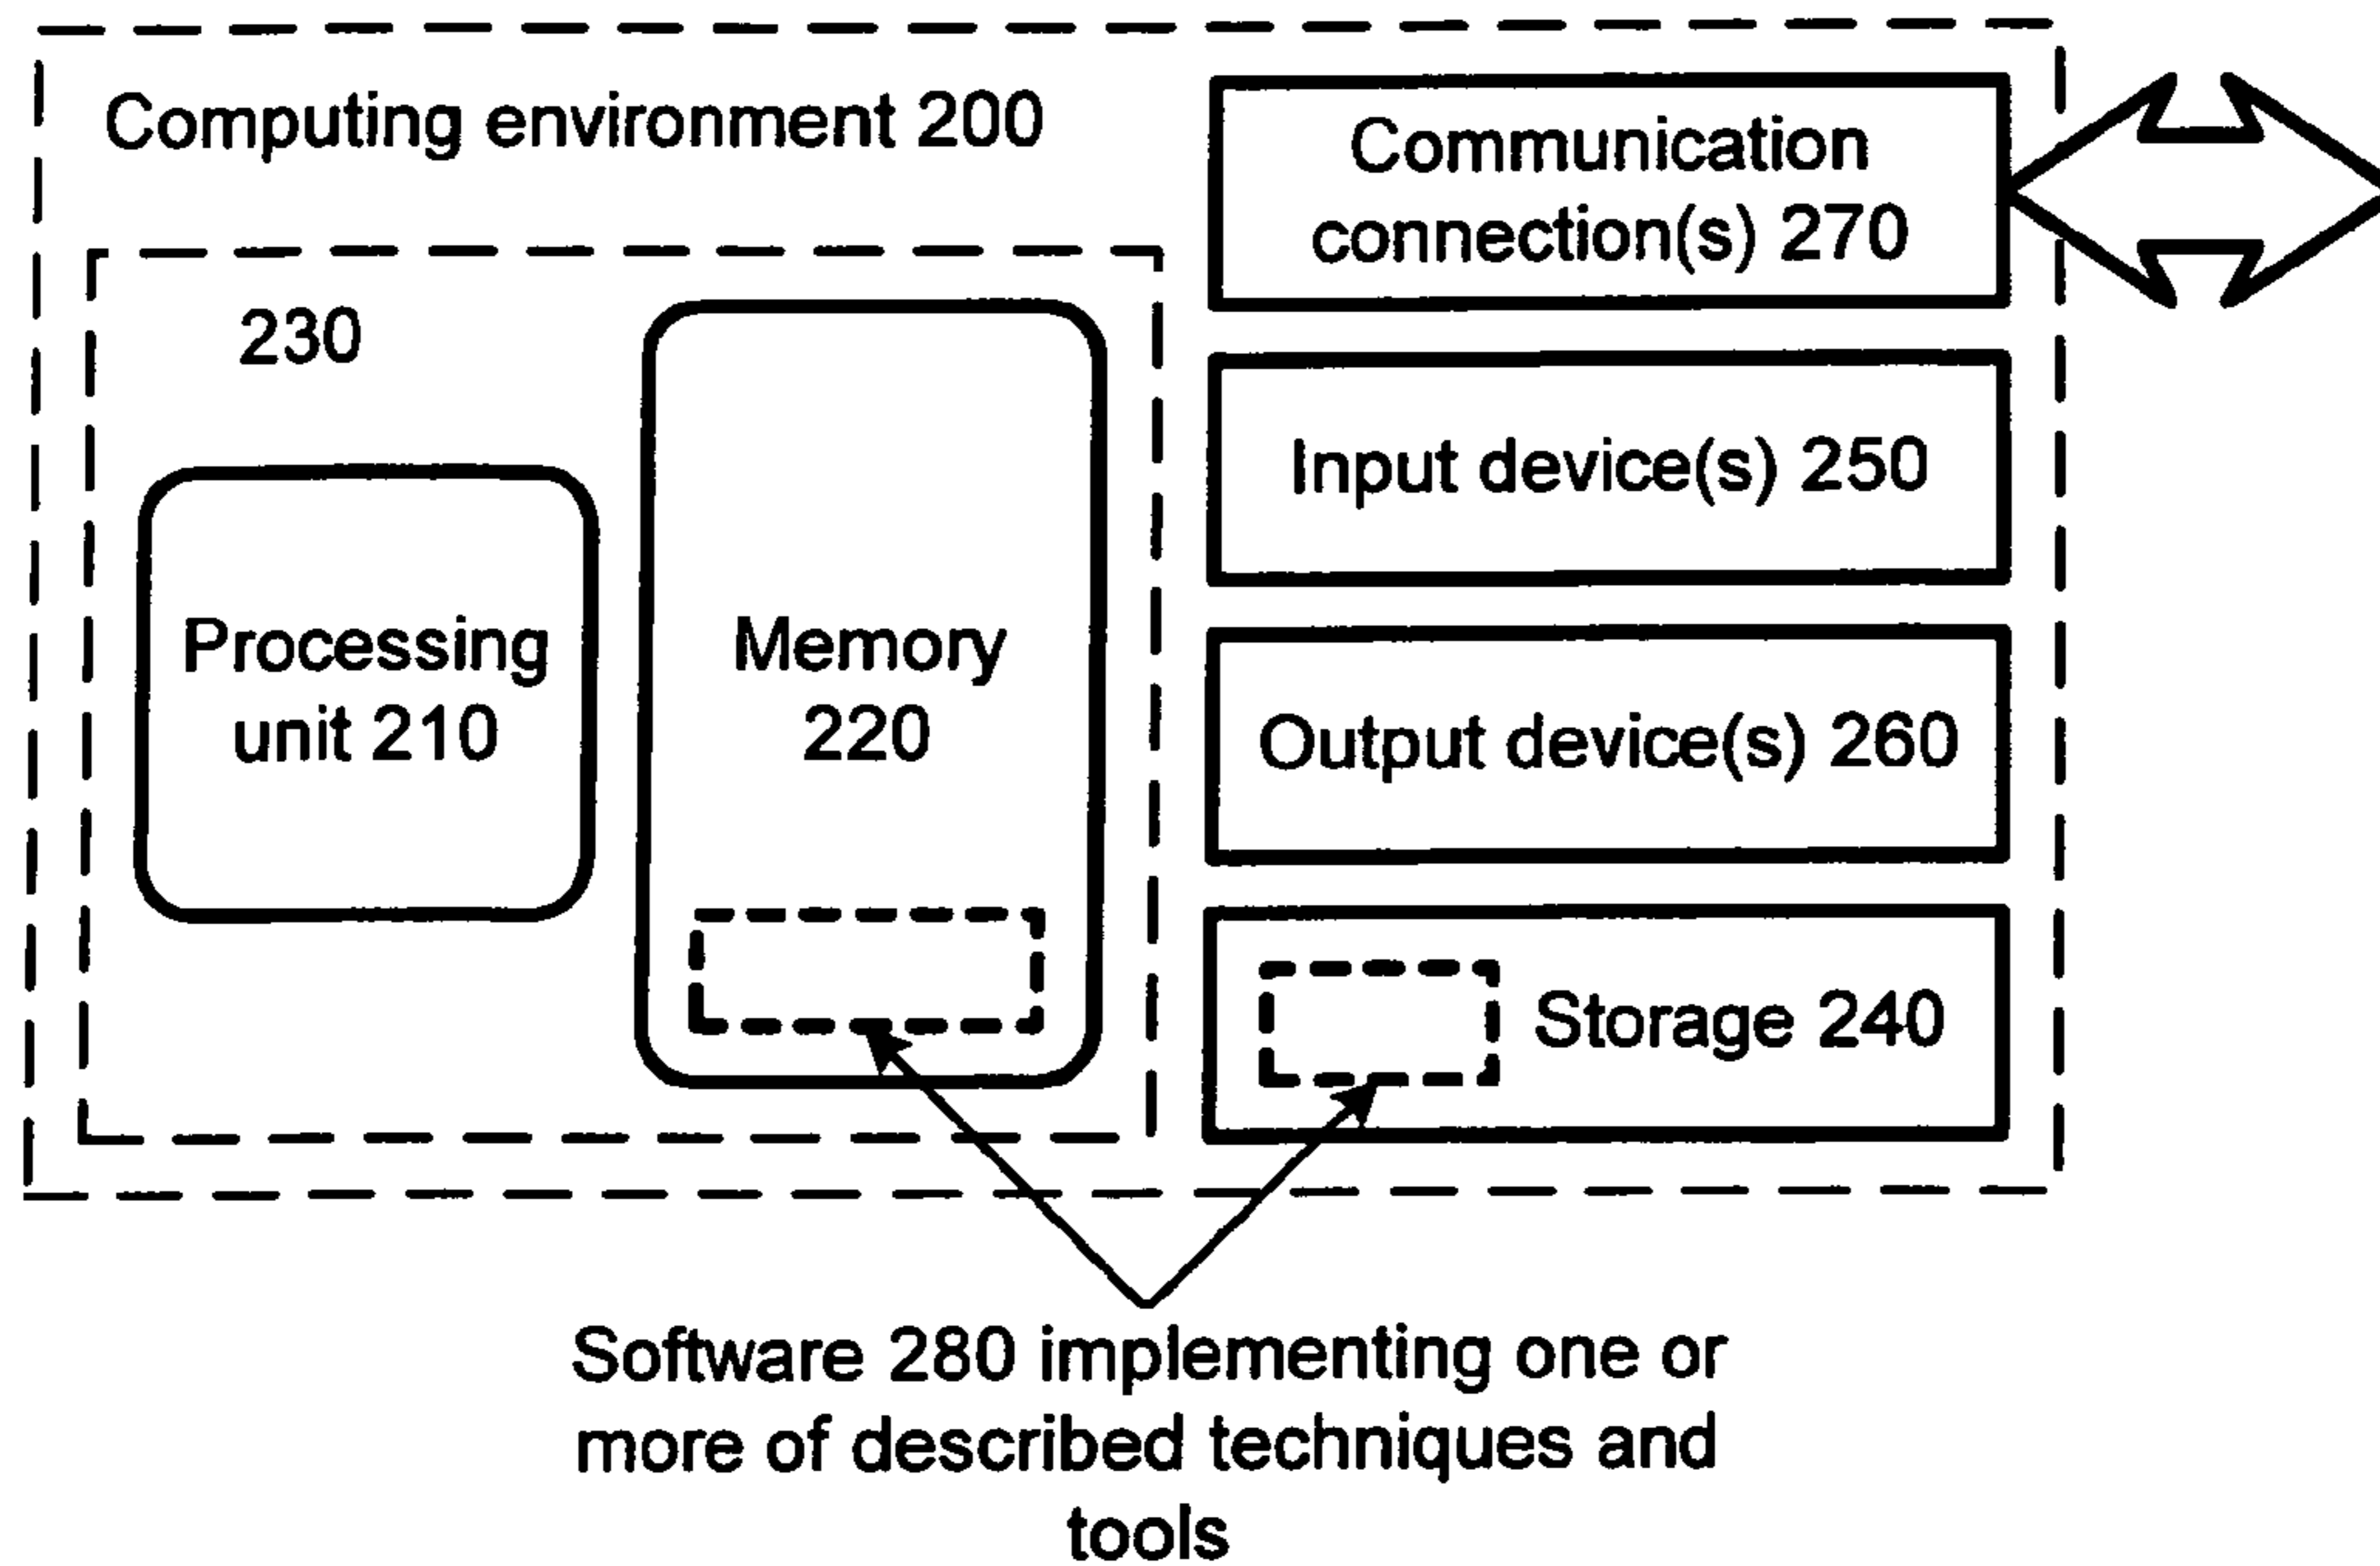 Computing environment 200
Communication
connection(s) 270
230
Input device(s) 250
Processing
unit 210
Memory
220
Output device(s) 260
Storage 240
Software 280 implementing one or
more of described techniques and
tools